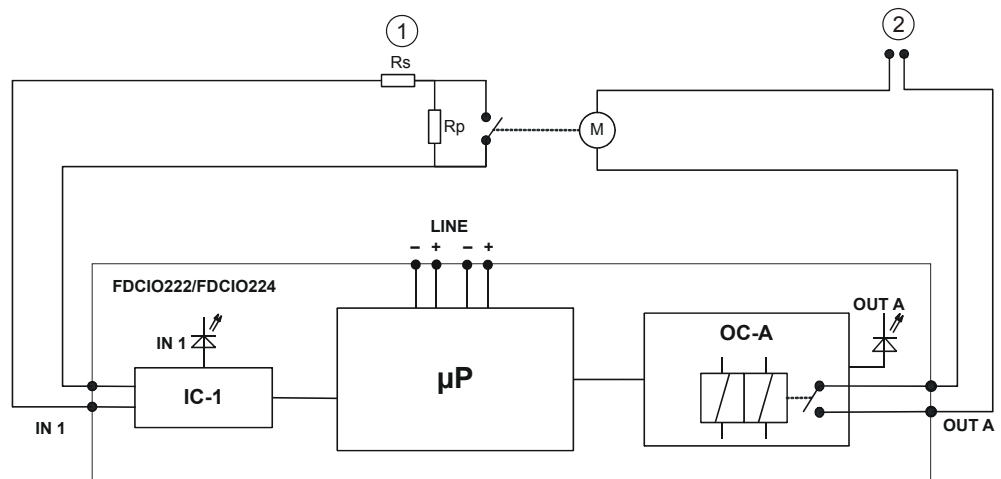 1
2
Rs
Rp
M
LINE
– + – +
FDCIO222/FDCIO224
OUT A
IN 1
OC-A
µP
IC-1
IN 1
OUT A